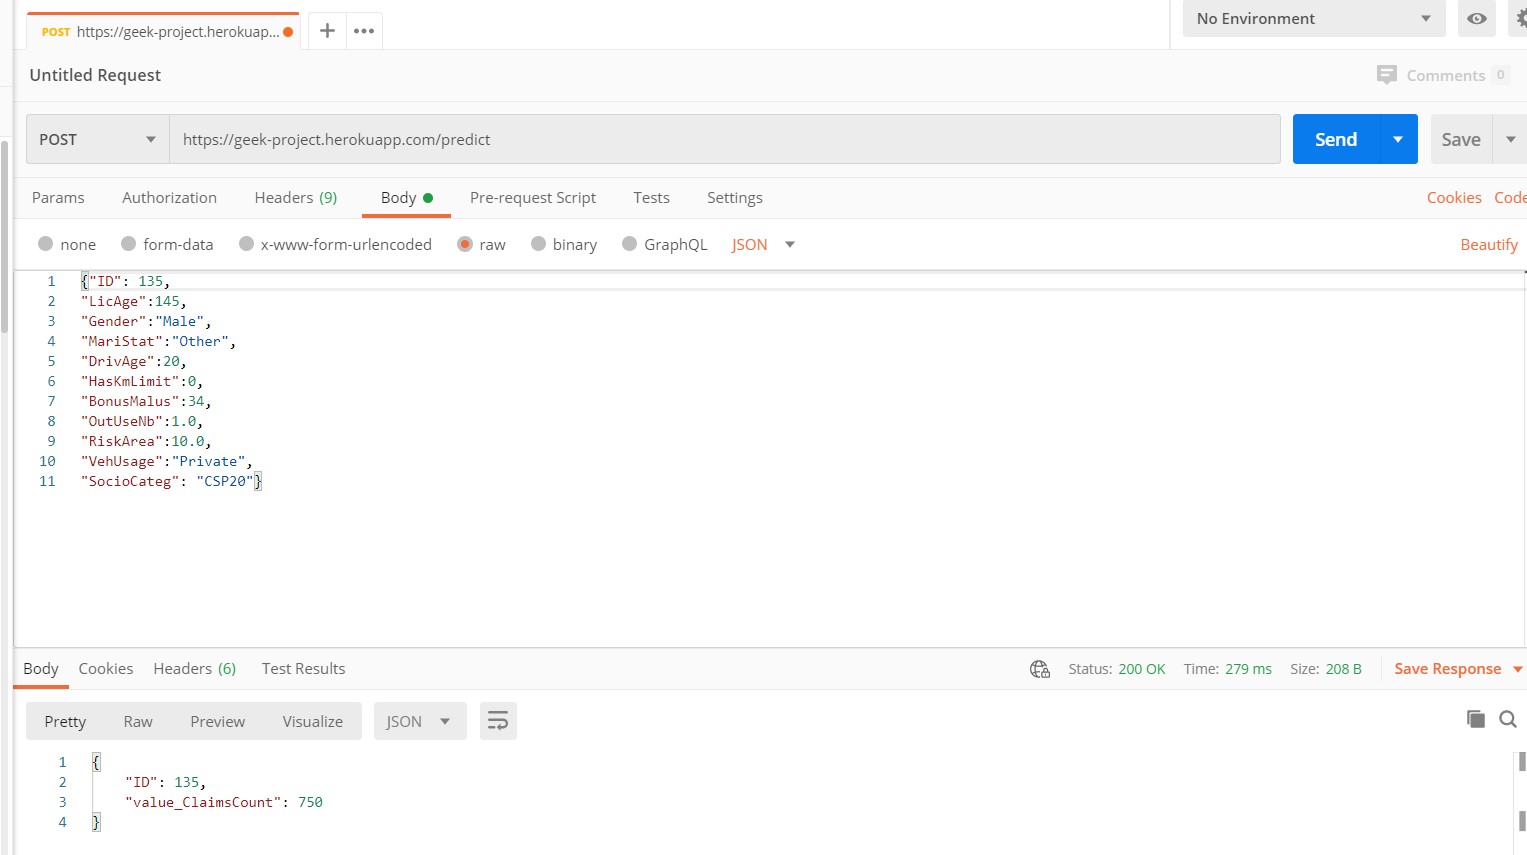 POST https://geek-project.herokuap...
No Environment
Untitled Request
Comments 0
POST https://geek-project.herokuapp.com/predict Send Save
Params Authorization Headers (9) Body Pre-request Script Tests Settings Cookies Code
none form-data x-www-form-urlencoded raw binary GraphQL JSON Beautify
1 {"ID": 135,
2 "LicAge":145,
3 "Gender":"Male",
4 "MariStat":"Other",
5 "DrivAge":20,
6 "HasKmLimit":0,
7 "BonusMalus":34,
8 "OutUseNb":1.0,
9 "RiskArea":10.0,
10 "VehUsage":"Private",
11 "SocioCateg": "CSP20"}
Body Cookies Headers (6) Test Results Status: 200 OK Time: 279 ms Size: 208 B Save Response
Pretty Raw Preview Visualize JSON
1 {
2 "ID": 135,
3 "value_ClaimsCount": 750
4 }